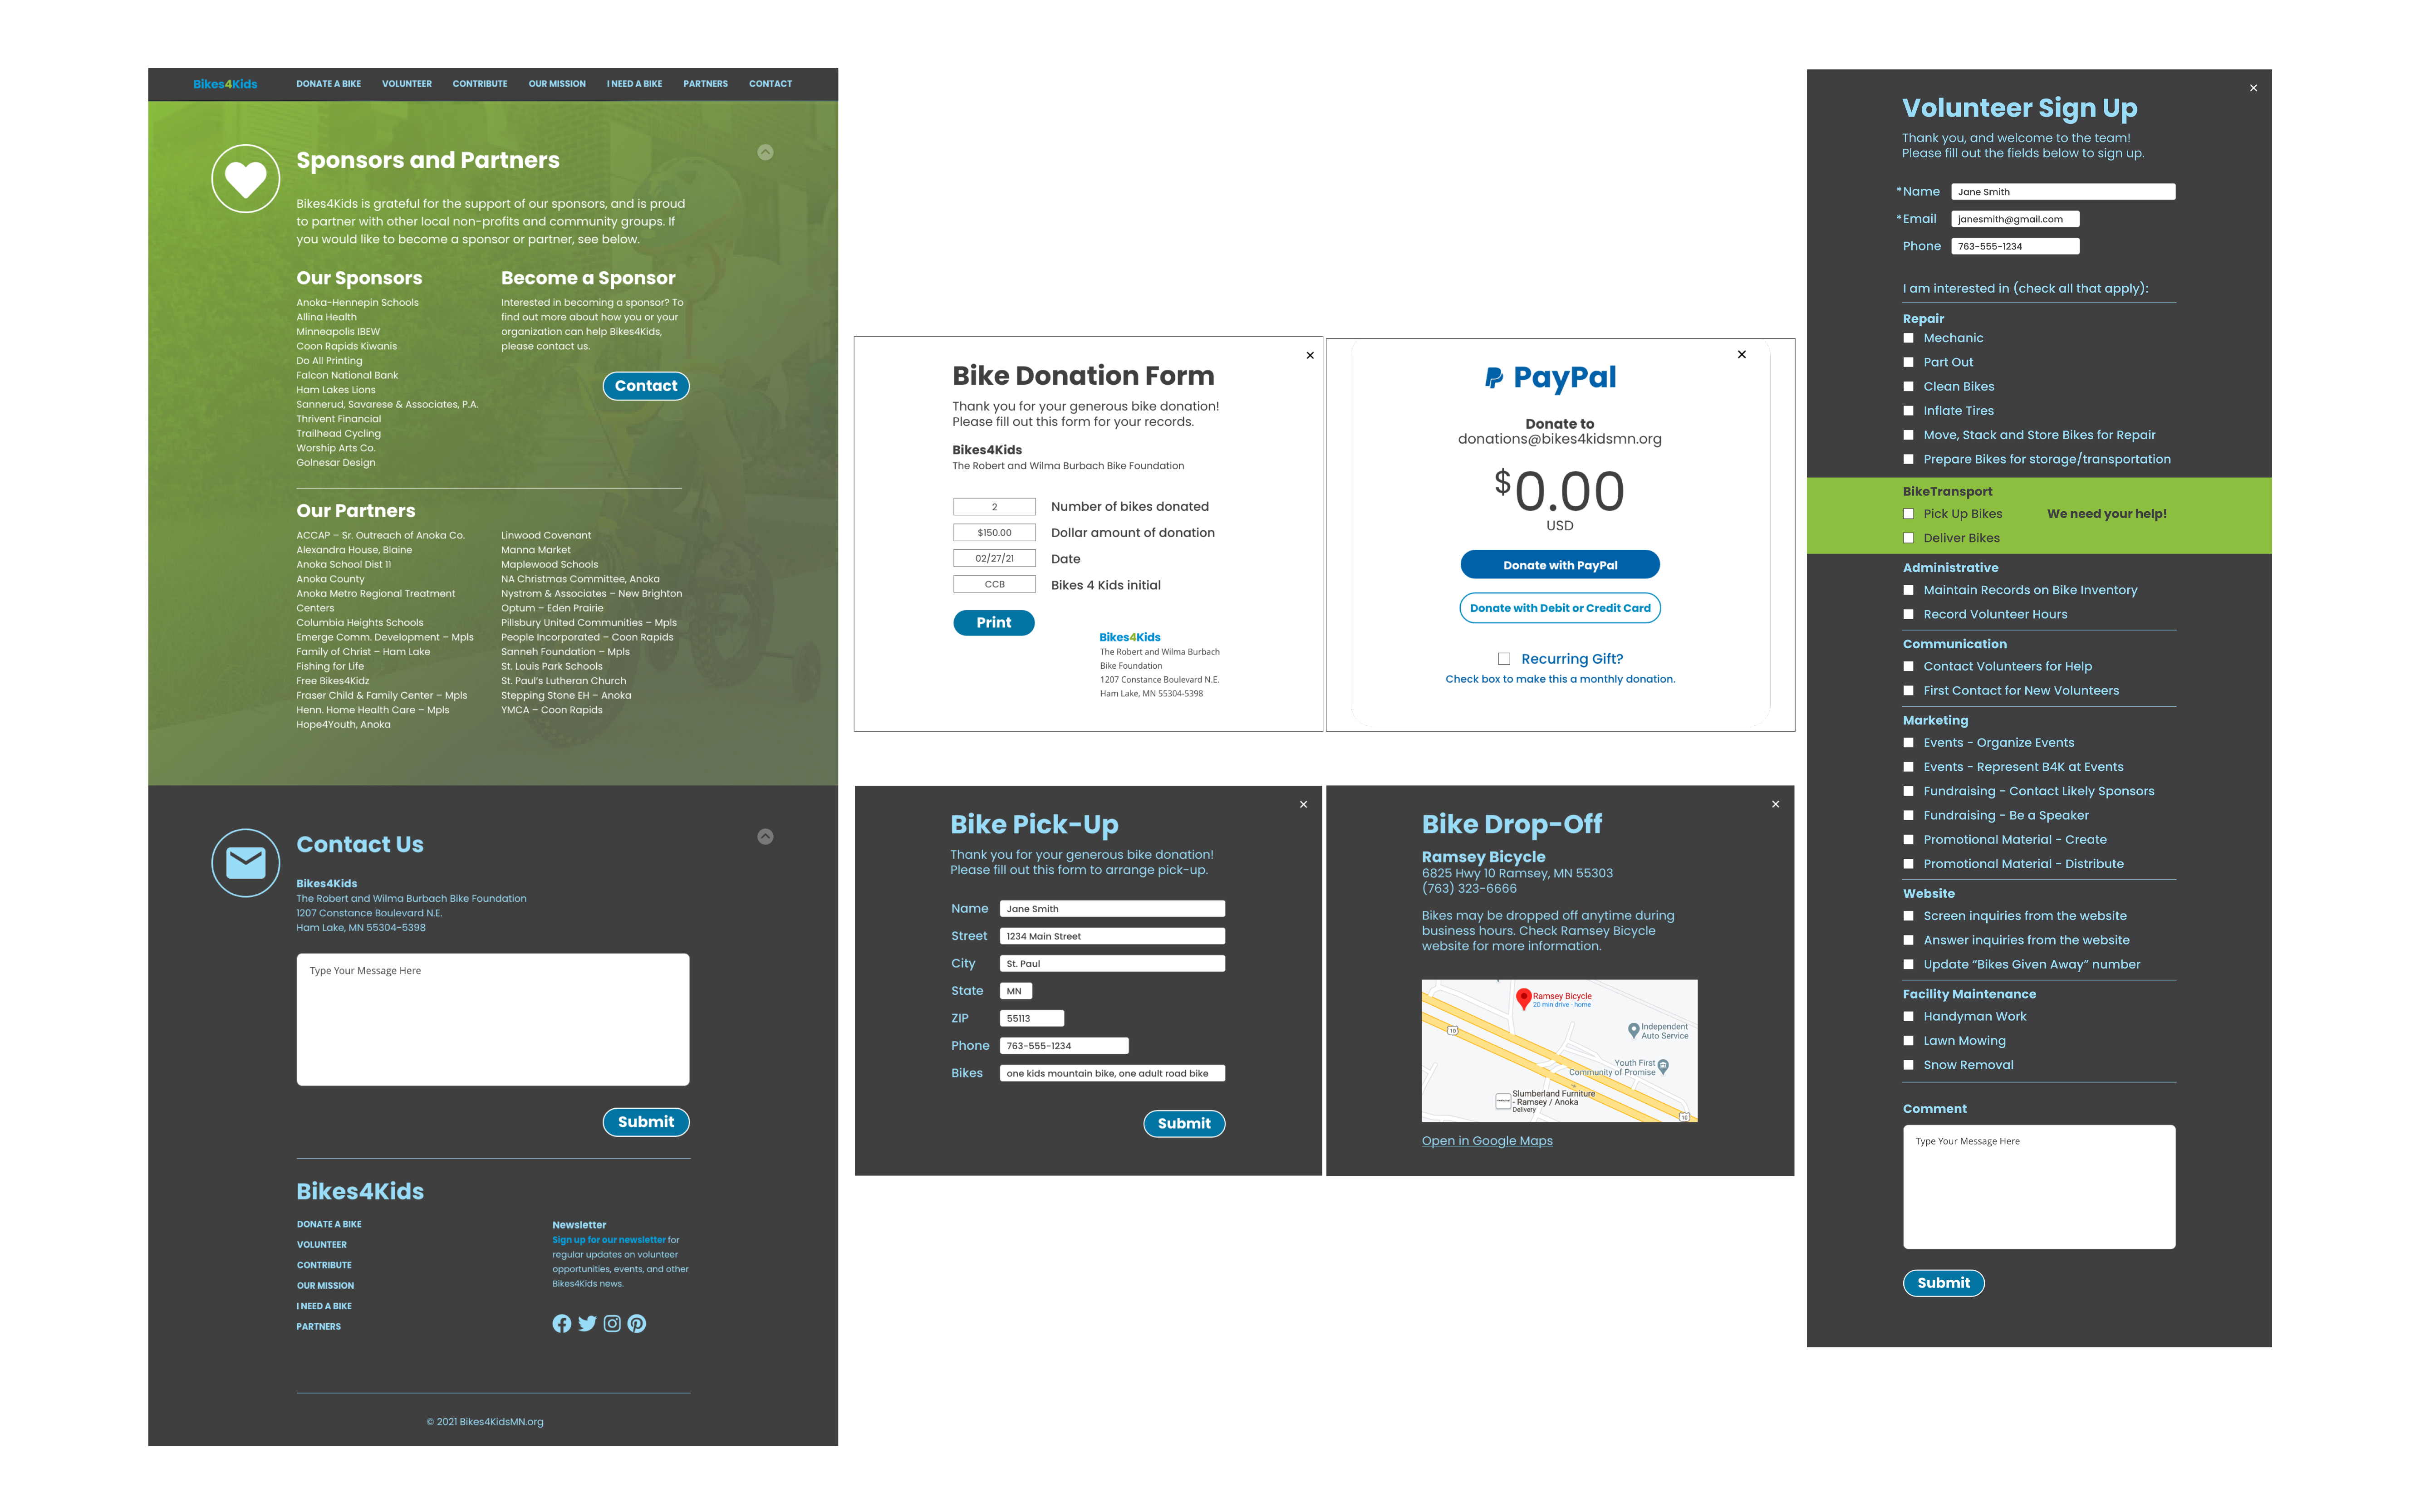 Bikes4Kids
DONATE A BIKE
VOLUNTEER
CONTRIBUTE
OUR MISSION
I NEED A BIKE
PARTNERS
CONTACT
Sponsors and Partners
Bikes4Kids is grateful for the support of our sponsors, and is proud
to partner with other local non-profits and community groups. If
you would like to become a sponsor or partner, see below.
Our Sponsors
Anoka-Hennepin Schools
Allina Health
Minneapolis IBEW
Coon Rapids Kiwanis
Do All Printing
Falcon National Bank
Ham Lakes Lions
Sannerud, Savarese & Associates, P.A.
Thrivent Financial
Trailhead Cycling
Worship Arts Co.
Golnesar Design
Become a Sponsor
Interested in becoming a sponsor? To
find out more about how you or your
organization can help Bikes4Kids,
please contact us.
Contact
Our Partners
ACCAP – Sr. Outreach of Anoka Co.
Alexandra House, Blaine
Anoka School Dist 11
Anoka County
Anoka Metro Regional Treatment
Centers
Columbia Heights Schools
Emerge Comm. Development – Mpls
Family of Christ – Ham Lake
Fishing for Life
Free Bikes4Kidz
Fraser Child & Family Center – Mpls
Henn. Home Health Care – Mpls
Hope4Youth, Anoka
Linwood Covenant
Manna Market
Maplewood Schools
NA Christmas Committee, Anoka
Nystrom & Associates – New Brighton
Optum – Eden Prairie
Pillsbury United Communities – Mpls
People Incorporated – Coon Rapids
Sanneh Foundation – Mpls
St. Louis Park Schools
St. Paul's Lutheran Church
Stepping Stone EH – Anoka
YMCA – Coon Rapids
Contact Us
Bikes4Kids
The Robert and Wilma Burbach Bike Foundation
1207 Constance Boulevard N.E.
Ham Lake, MN 55304-5398
Type Your Message Here
Submit
Bikes4Kids
DONATE A BIKE
VOLUNTEER
CONTRIBUTE
OUR MISSION
I NEED A BIKE
PARTNERS
Newsletter
Sign up for our newsletter for
regular updates on volunteer
opportunities, events, and other
Bikes4Kids news.
© 2021 Bikes4KidsMN.org
Bike Donation Form
Thank you for your generous bike donation!
Please fill out this form for your records.
Bikes4Kids
The Robert and Wilma Burbach Bike Foundation
2 Number of bikes donated
$150.00 Dollar amount of donation
02/27/21 Date
CCB Bikes 4 Kids initial
Print
Bikes4Kids
The Robert and Wilma Burbach
Bike Foundation
1207 Constance Boulevard N.E.
Ham Lake, MN 55304-5398
PayPal
Donate to
donations@bikes4kidsmn.org
$0.00
USD
Donate with PayPal
Donate with Debit or Credit Card
Recurring Gift?
Check box to make this a monthly donation.
Bike Pick-Up
Thank you for your generous bike donation!
Please fill out this form to arrange pick-up.
Name Jane Smith
Street 1234 Main Street
City St. Paul
State MN
ZIP 55113
Phone 763-555-1234
Bikes one kids mountain bike, one adult road bike
Submit
Bike Drop-Off
Ramsey Bicycle
6825 Hwy 10 Ramsey, MN 55303
(763) 323-6666
Bikes may be dropped off anytime during
business hours. Check Ramsey Bicycle
website for more information.
Ramsey Bicycle
20 min drive - home
10
Independent
Auto Service
Youth First
Community of Promise
Slumberland Furniture
- Ramsey / Anoka
Delivery
10
Open in Google Maps
Volunteer Sign Up
Thank you, and welcome to the team!
Please fill out the fields below to sign up.
*Name Jane Smith
*Email janesmith@gmail.com
Phone 763-555-1234
I am interested in (check all that apply):
Repair
Mechanic
Part Out
Clean Bikes
Inflate Tires
Move, Stack and Store Bikes for Repair
Prepare Bikes for storage/transportation
BikeTransport
Pick Up Bikes We need your help!
Deliver Bikes
Administrative
Maintain Records on Bike Inventory
Record Volunteer Hours
Communication
Contact Volunteers for Help
First Contact for New Volunteers
Marketing
Events - Organize Events
Events - Represent B4K at Events
Fundraising - Contact Likely Sponsors
Fundraising - Be a Speaker
Promotional Material - Create
Promotional Material - Distribute
Website
Screen inquiries from the website
Answer inquiries from the website
Update “Bikes Given Away” number
Facility Maintenance
Handyman Work
Lawn Mowing
Snow Removal
Comment
Type Your Message Here
Submit